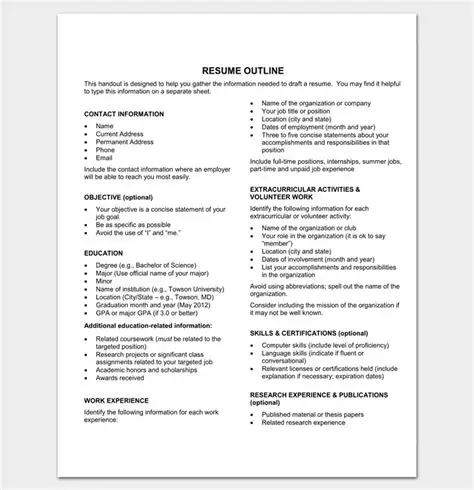 RESUME OUTLINE
This handout is designed to help you gather the information needed to draft a resume. You may find it helpful
to type this information on a separate sheet.
CONTACT INFORMATION
• Name
• Current Address
• Permanent Address
• Phone
• Email
Include the contact information where an employer
will be able to reach you most easily.
OBJECTIVE (optional)
• Your objective is a concise statement of your
job goal.
• Be as specific as possible
• Avoid the use of "I" and "me."
EDUCATION
• Degree (e.g., Bachelor of Science)
• Major (Use official name of your major)
• Minor
• Name of institution (e.g., Towson University)
• Location (City/State – e.g., Towson, MD)
• Graduation month and year (May 2012)
• GPA or major GPA (if 3.0 or better)
Additional education-related information:
• Related coursework (must be related to the
targeted position)
• Research projects or significant class
assignments related to your targeted job
• Academic honors and scholarships
• Awards received
WORK EXPERIENCE
Identify the following information for each work
experience:
• Name of the organization or company
• Your job title or position
• Location (city and state)
• Dates of employment (month and year)
• Three to five concise statements about your
accomplishments and responsibilities in that
position
Include full-time positions, internships, summer jobs,
part-time and unpaid job experience
EXTRACURRICULAR ACTIVITIES &
VOLUNTEER WORK
Identify the following information for each
extracurricular or volunteer activity:
• Name of the organization or club
• Your role in the organization (it is ok to say
"member")
• Location (city and state)
• Dates of involvement (month and year)
• List your accomplishments and responsibilities
in the organization
Avoid using abbreviations; spell out the name of the
organization.
Consider including the mission of the organization if
it may not be well known.
SKILLS & CERTIFICATIONS (optional)
• Computer skills (include level of proficiency)
• Language skills (indicate if fluent or
conversational)
• Relevant licenses or certifications held (include
explanation if necessary; expiration dates)
RESEARCH EXPERIENCE & PUBLICATIONS
(optional)
• Published material or thesis papers
• Related research experience